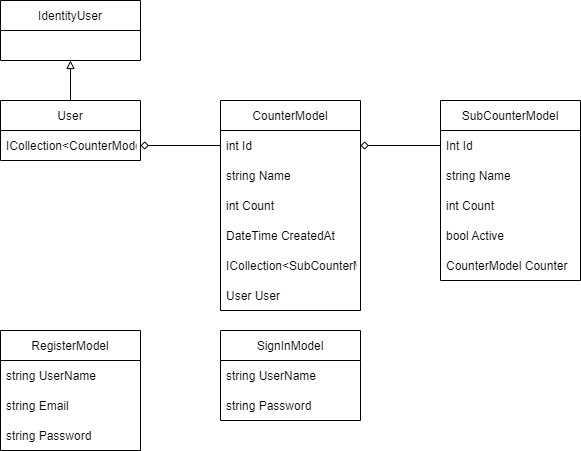 IdentityUser
User
ICollection<CounterMode
CounterModel
int Id
string Name
int Count
DateTime CreatedAt
ICollection<SubCounterM
User User
SubCounterModel
Int Id
string Name
int Count
bool Active
CounterModel Counter
RegisterModel
string UserName
string Email
string Password
SignInModel
string UserName
string Password